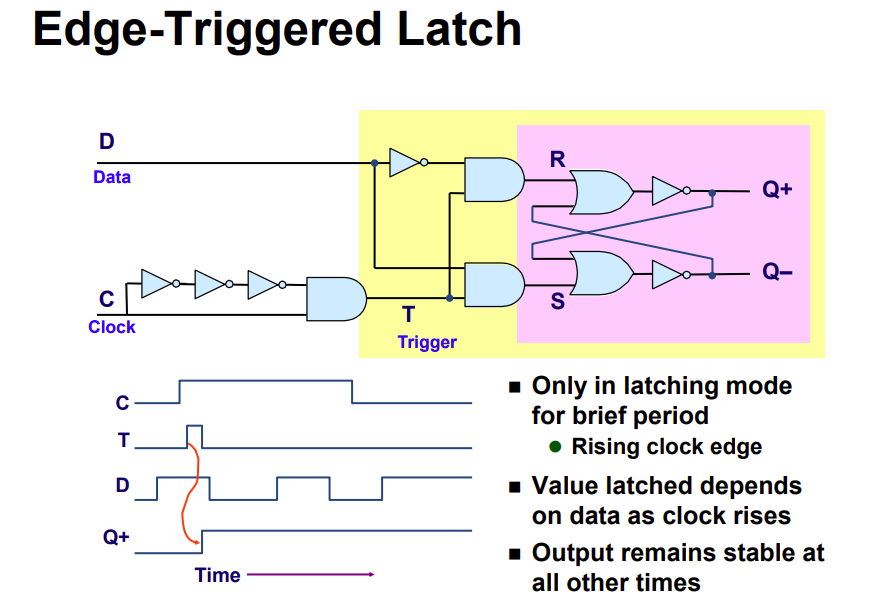 Edge-Triggered Latch
D
Data
R
Q+
C
Clock
T
Trigger
S
Q–
C
T
D
Q+
Time
Only in latching mode
for brief period
Rising clock edge
Value latched depends
on data as clock rises
Output remains stable at
all other times